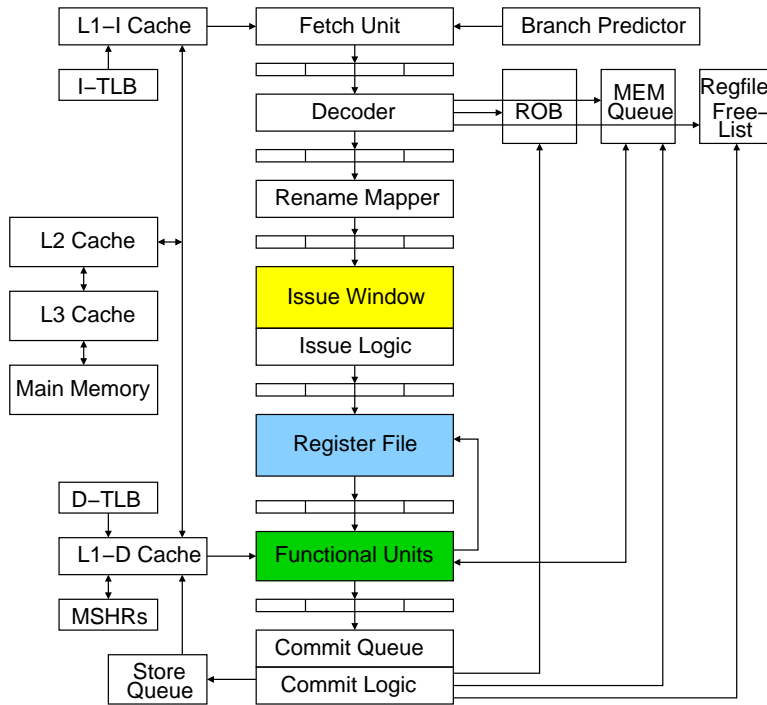 L1−I Cache
Fetch Unit
Branch Predictor
I−TLB
Decoder
ROB
MEM
Queue
Regfile
Free−
List
Rename Mapper
L2 Cache
Issue Window
L3 Cache
Issue Logic
Main Memory
Register File
D−TLB
L1−D Cache
Functional Units
MSHRs
Commit Queue
Store
Queue
Commit Logic